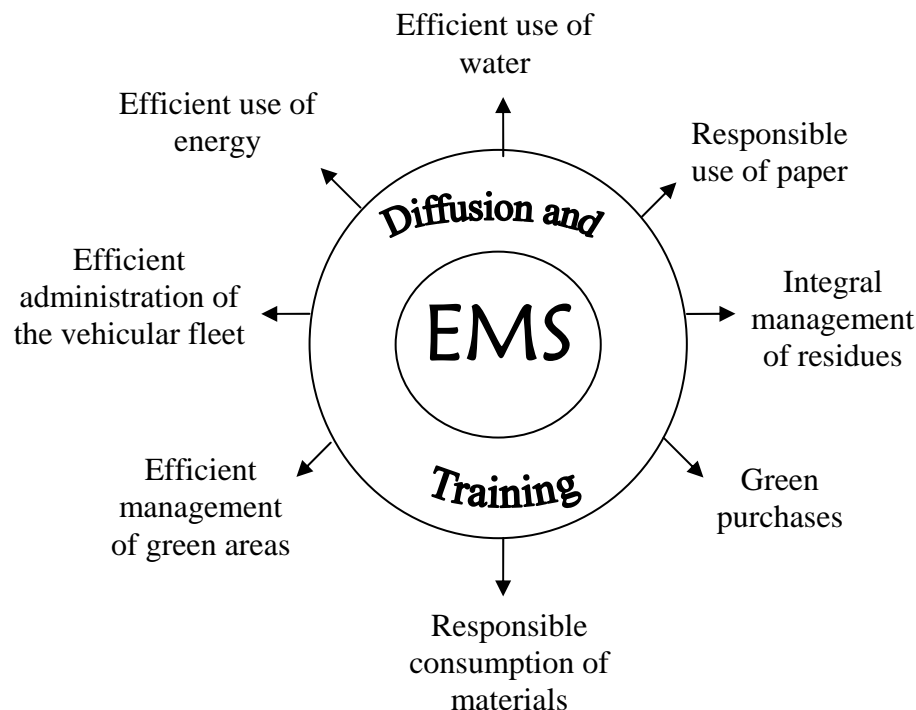 Efficient use of
water
Efficient use of
energy
Responsible
use of paper
Diffusion and
EMS
Training
Efficient
administration of
the vehicular fleet
Integral
management
of residues
Efficient
management
of green areas
Green
purchases
Responsible
consumption of
materials